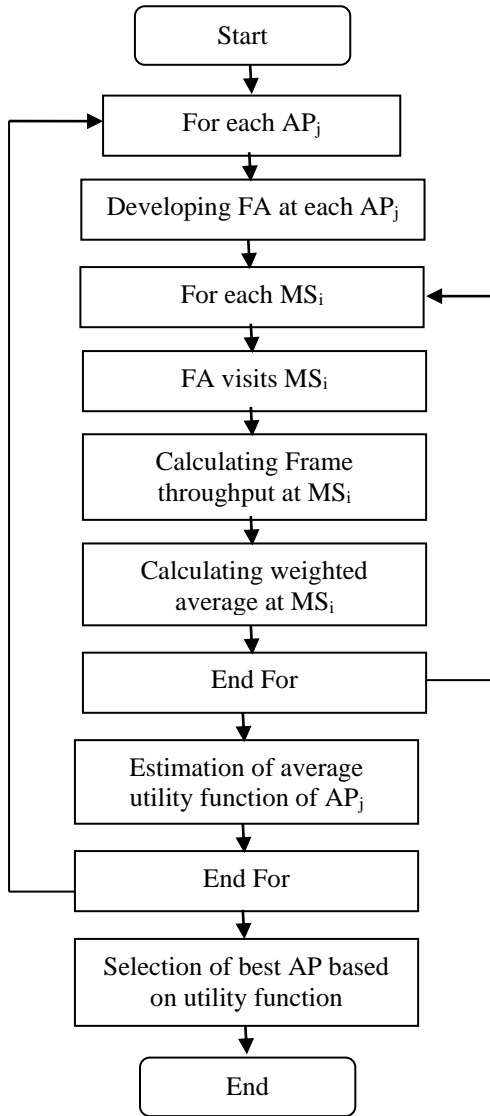 Start
For each APj
Developing FA at each APj
For each MSi
FA visits MSi
Calculating Frame
throughput at MSi
Calculating weighted
average at MSi
End For
Estimation of average
utility function of APj
End For
Selection of best AP based
on utility function
End